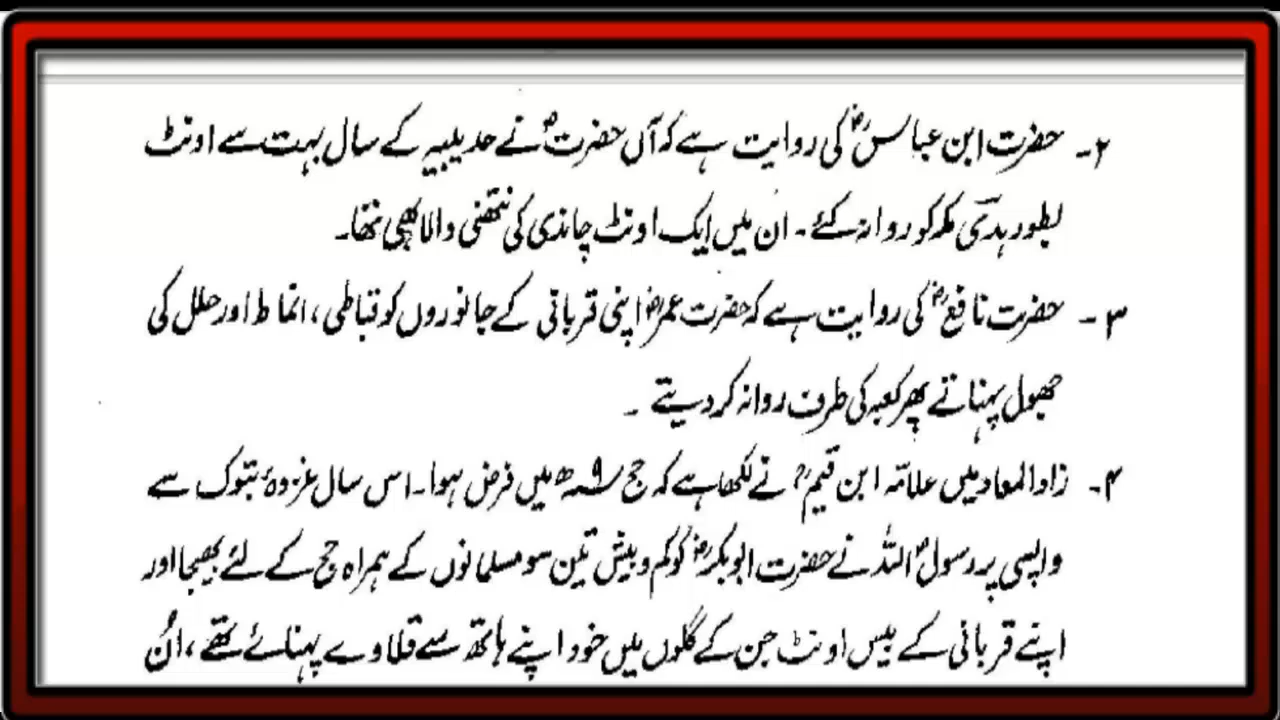 ۲۔ حضرت ابن عباسؓ کی روایت ہے کہ آں حضرتؐ نے حدیبیہ کے سال بہت سے اونٹ
بطور ہدی مکہ کو روانہ کئے۔ ان میں ایک اونٹ چاندی کی نتھنی والا بھی تھا۔
۳۔ حضرت نافعؓ کی روایت ہے کہ حضرت عمرؓ اپنی قربانی کے جانوروں کو قباطی، انماط اور حلل کی
جھول پہناتے پھر کعبہ کی طرف روانہ کر دیتے۔
۴۔ زاد المعاد میں علامہ ابن قیمؒ نے لکھا ہے کہ حج ۹ھ میں فرض ہوا۔ اس سال غزوۂ تبوک سے
واپسی پر رسولؐ اللہ نے حضرت ابوبکرؓ کو کم و بیش تین سو مسلمانوں کے ہمراہ حج کے لئے بھیجا اور
اپنے قربانی کے بیس اونٹ جن کے گلوں میں خود اپنے ہاتھ سے قلاوے پہنائے تھے، اُن